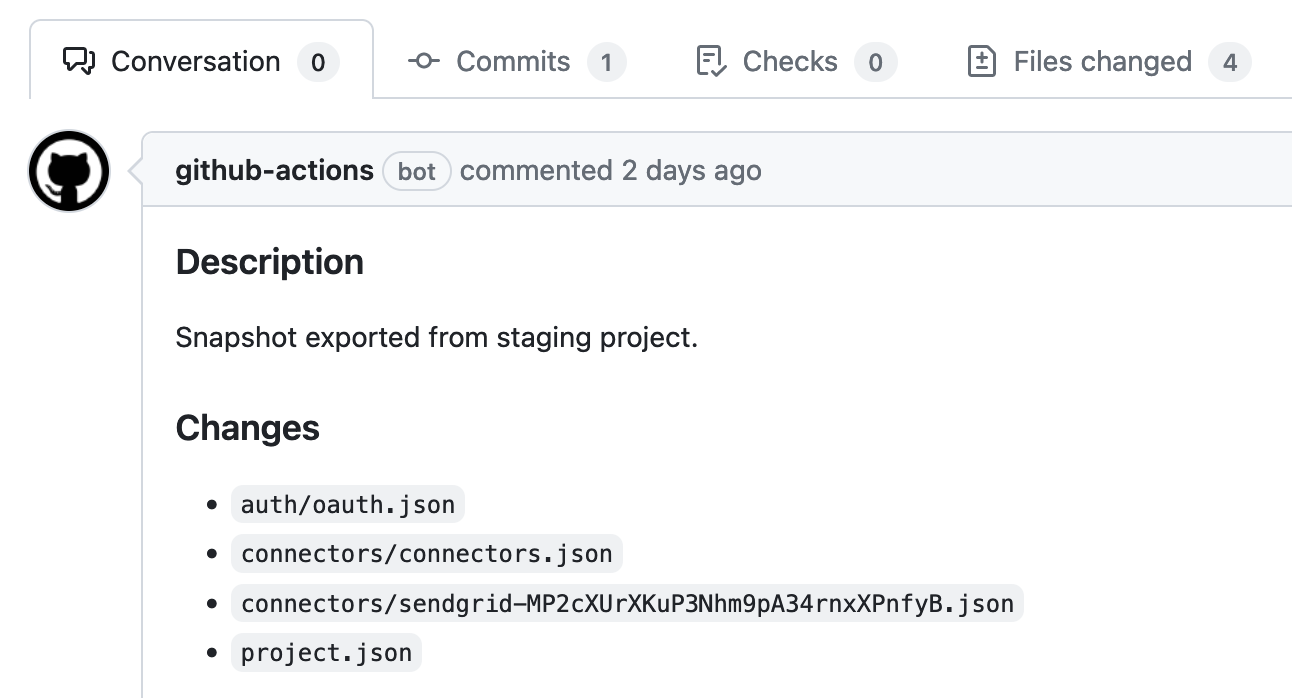 Conversation 0 Commits 1 Checks 0 Files changed 4
github-actions bot commented 2 days ago
Description
Snapshot exported from staging project.
Changes
auth/oauth.json
connectors/connectors.json
connectors/sendgrid-MP2cXUrXKuP3Nhm9pA34rnxXPnfyB.json
project.json